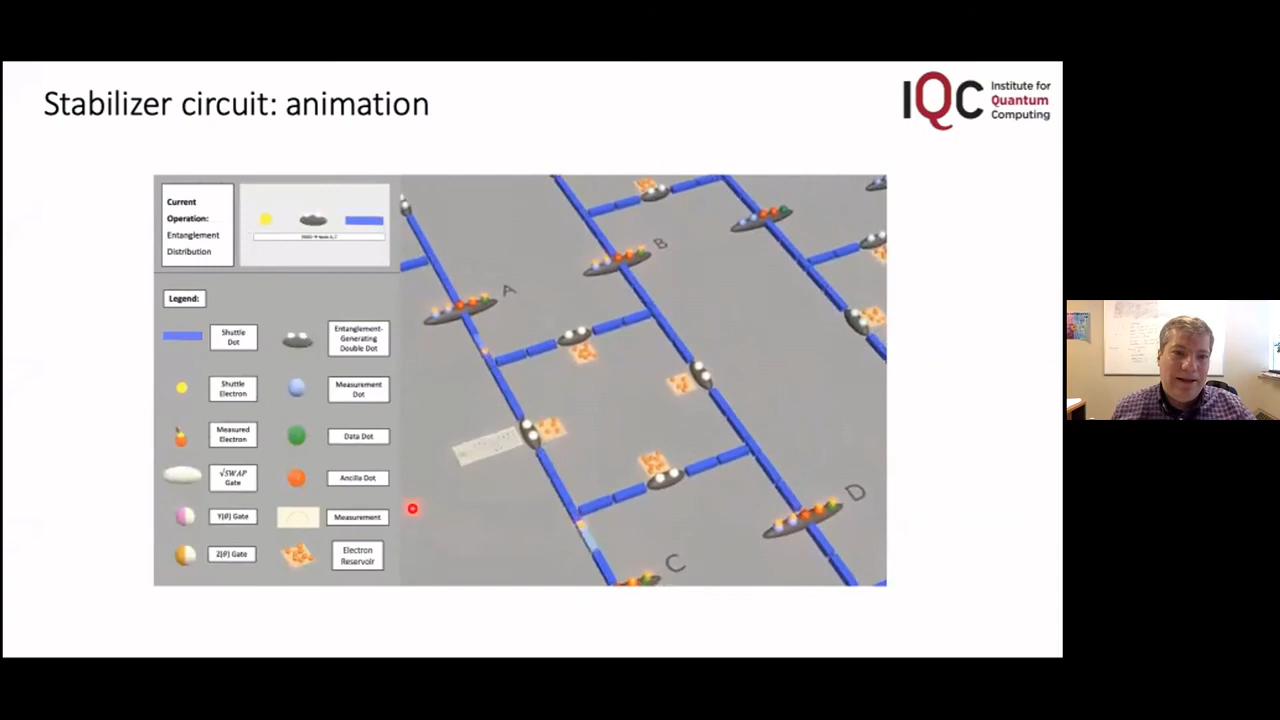 Stabilizer circuit: animation
IQC
Institute for
Quantum
Computing
Current
Operation:
Entanglement
Distribution
Legend:
Shuttle
Dot
Entanglement-
Generating
Double Dot
Shuttle
Electron
Measurement
Dot
Measured
Electron
Data Dot
√SWAP
Gate
Ancilla Dot
Y(θ) Gate
Measurement
Z(θ) Gate
Electron
Reservoir
A
B
C
D